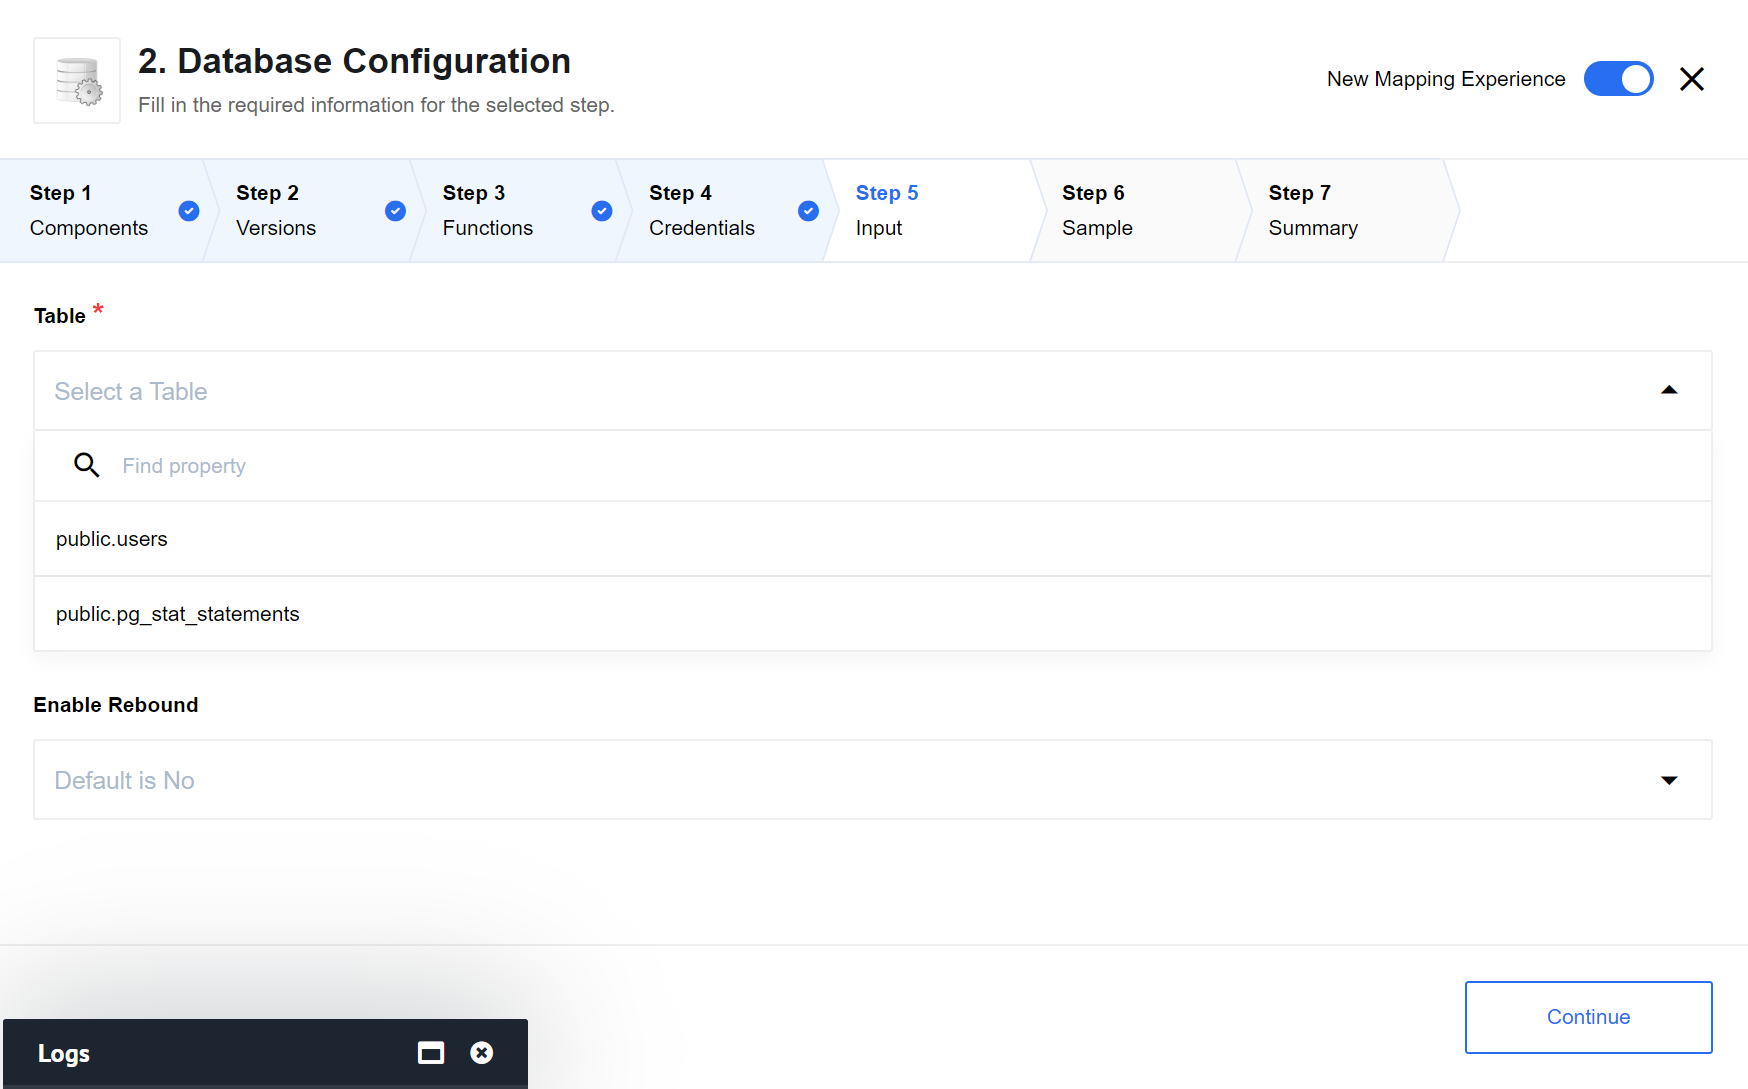 2. Database Configuration
Fill in the required information for the selected step.
New Mapping Experience
Step 1
Components
Step 2
Versions
Step 3
Functions
Step 4
Credentials
Step 5
Input
Step 6
Sample
Step 7
Summary
Table *
Select a Table
Find property
public.users
public.pg_stat_statements
Enable Rebound
Default is No
Continue
Logs